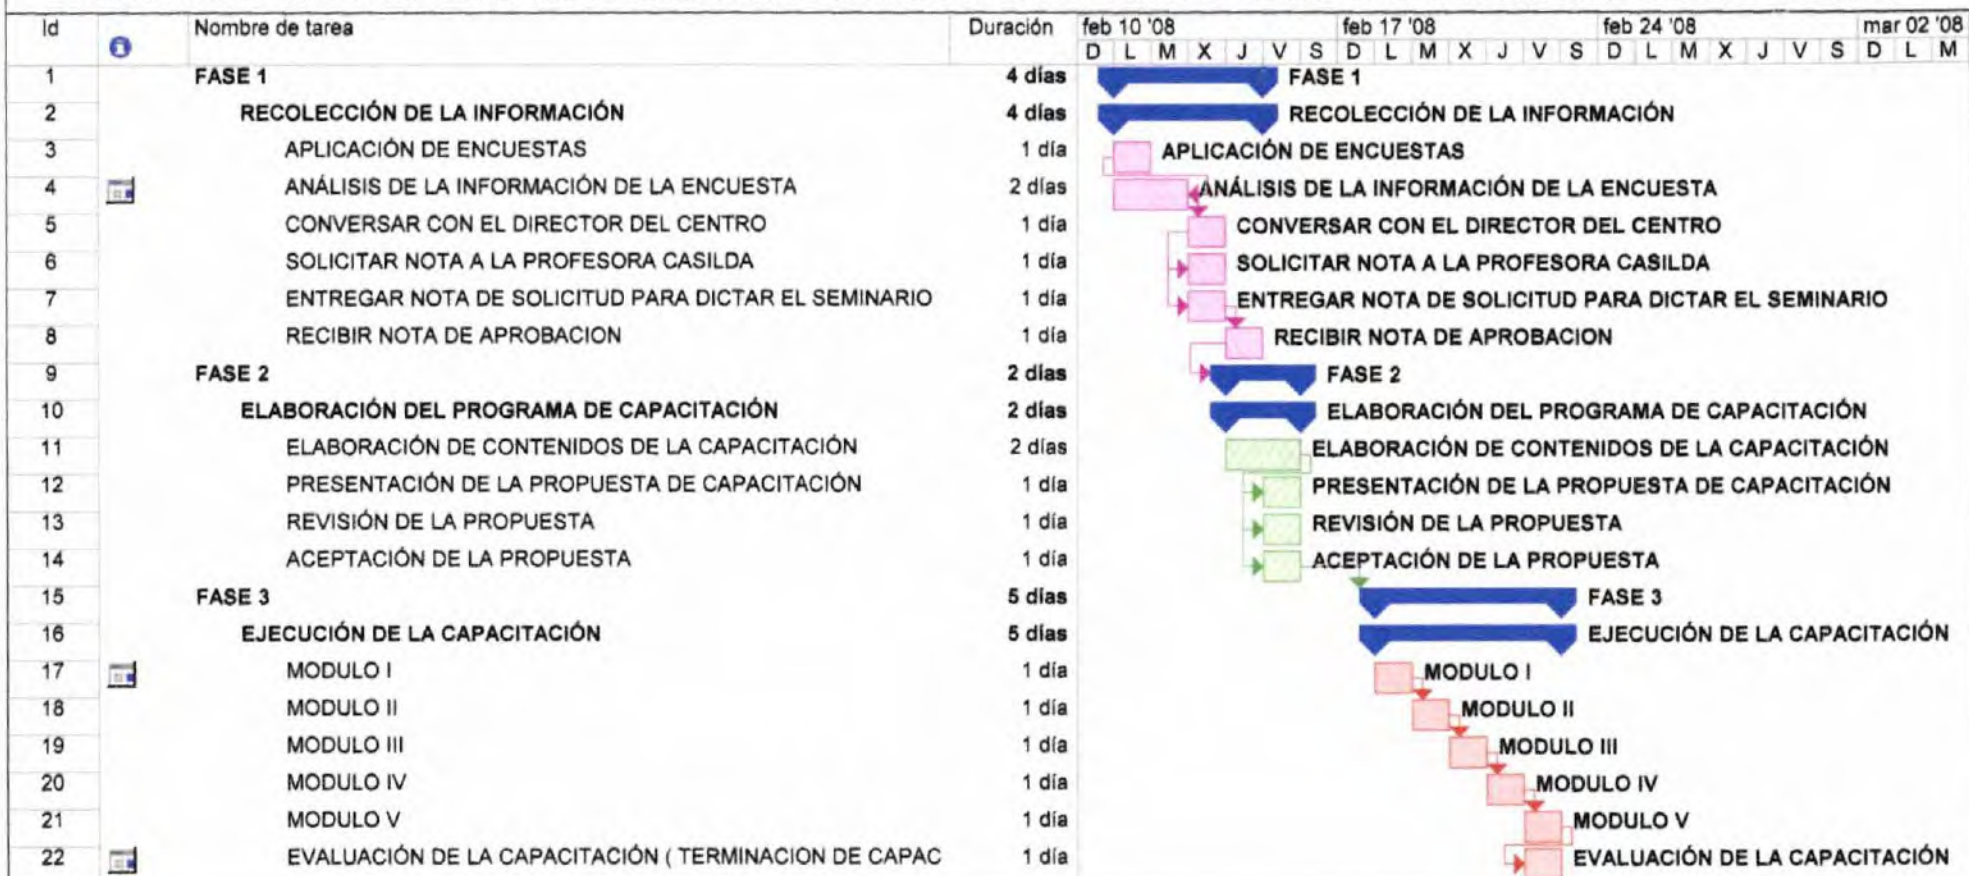 Id Nombre de tarea Duración feb 10 '08 feb 17 '08 feb 24 '08 mar 02 '08
D L M X J V S D L M X J V S D L M X J V S D L M
1 FASE 1 4 días FASE 1
2 RECOLECCIÓN DE LA INFORMACIÓN 4 días RECOLECCIÓN DE LA INFORMACIÓN
3 APLICACIÓN DE ENCUESTAS 1 día APLICACIÓN DE ENCUESTAS
4 ANÁLISIS DE LA INFORMACIÓN DE LA ENCUESTA 2 días ANÁLISIS DE LA INFORMACIÓN DE LA ENCUESTA
5 CONVERSAR CON EL DIRECTOR DEL CENTRO 1 día CONVERSAR CON EL DIRECTOR DEL CENTRO
6 SOLICITAR NOTA A LA PROFESORA CASILDA 1 día SOLICITAR NOTA A LA PROFESORA CASILDA
7 ENTREGAR NOTA DE SOLICITUD PARA DICTAR EL SEMINARIO 1 día ENTREGAR NOTA DE SOLICITUD PARA DICTAR EL SEMINARIO
8 RECIBIR NOTA DE APROBACION 1 día RECIBIR NOTA DE APROBACION
9 FASE 2 2 días FASE 2
10 ELABORACIÓN DEL PROGRAMA DE CAPACITACIÓN 2 días ELABORACIÓN DEL PROGRAMA DE CAPACITACIÓN
11 ELABORACIÓN DE CONTENIDOS DE LA CAPACITACIÓN 2 días ELABORACIÓN DE CONTENIDOS DE LA CAPACITACIÓN
12 PRESENTACIÓN DE LA PROPUESTA DE CAPACITACIÓN 1 día PRESENTACIÓN DE LA PROPUESTA DE CAPACITACIÓN
13 REVISIÓN DE LA PROPUESTA 1 día REVISIÓN DE LA PROPUESTA
14 ACEPTACIÓN DE LA PROPUESTA 1 día ACEPTACIÓN DE LA PROPUESTA
15 FASE 3 5 días FASE 3
16 EJECUCIÓN DE LA CAPACITACIÓN 5 días EJECUCIÓN DE LA CAPACITACIÓN
17 MODULO I 1 día MODULO I
18 MODULO II 1 día MODULO II
19 MODULO III 1 día MODULO III
20 MODULO IV 1 día MODULO IV
21 MODULO V 1 día MODULO V
22 EVALUACIÓN DE LA CAPACITACIÓN ( TERMINACION DE CAPAC 1 día EVALUACIÓN DE LA CAPACITACIÓN